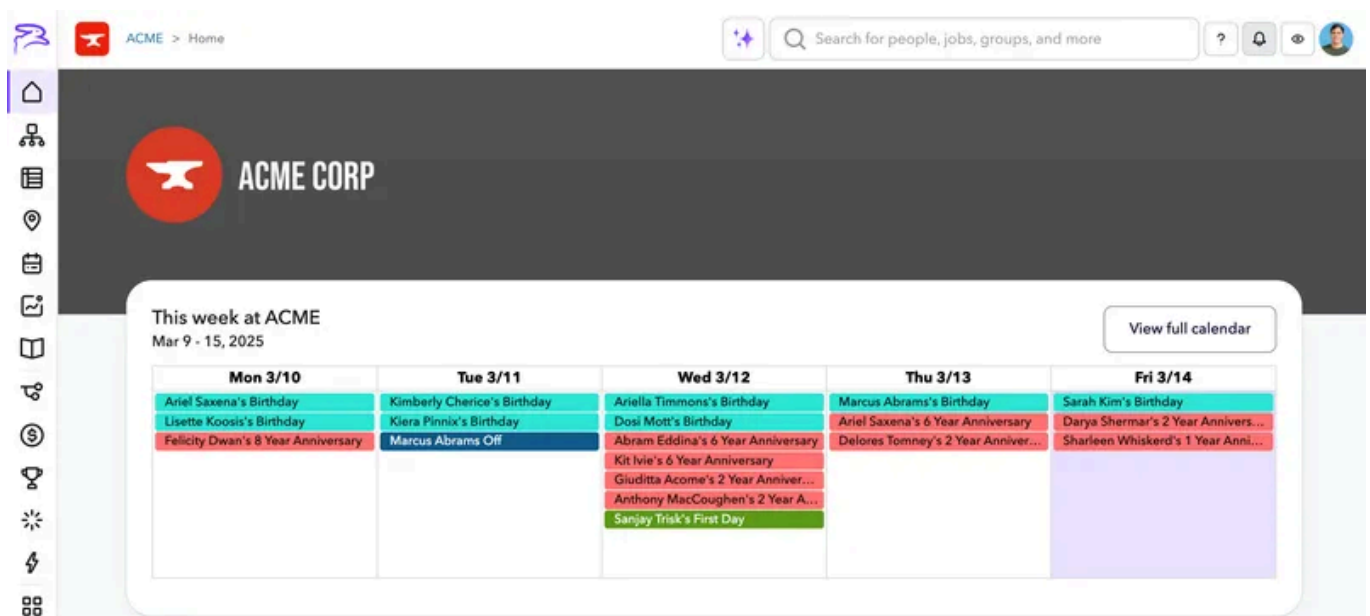 ACME > Home
Search for people, jobs, groups, and more
?
ACME CORP
This week at ACME
Mar 9 - 15, 2025
View full calendar
Mon 3/10
Tue 3/11
Wed 3/12
Thu 3/13
Fri 3/14
Ariel Saxena's Birthday
Kimberly Cherice's Birthday
Ariella Timmons's Birthday
Marcus Abrams's Birthday
Sarah Kim's Birthday
Lisette Koosis's Birthday
Kiera Pinnix's Birthday
Dosi Mott's Birthday
Ariel Saxena's 6 Year Anniversary
Darya Shermar's 2 Year Annivers...
Felicity Dwan's 8 Year Anniversary
Marcus Abrams Off
Abram Eddina's 6 Year Anniversary
Delores Tomney's 2 Year Anniver...
Sharleen Whiskerd's 1 Year Anni...
Kit Ivie's 6 Year Anniversary
Giuditta Acome's 2 Year Anniver...
Anthony MacCoughen's 2 Year A...
Sanjay Trisk's First Day